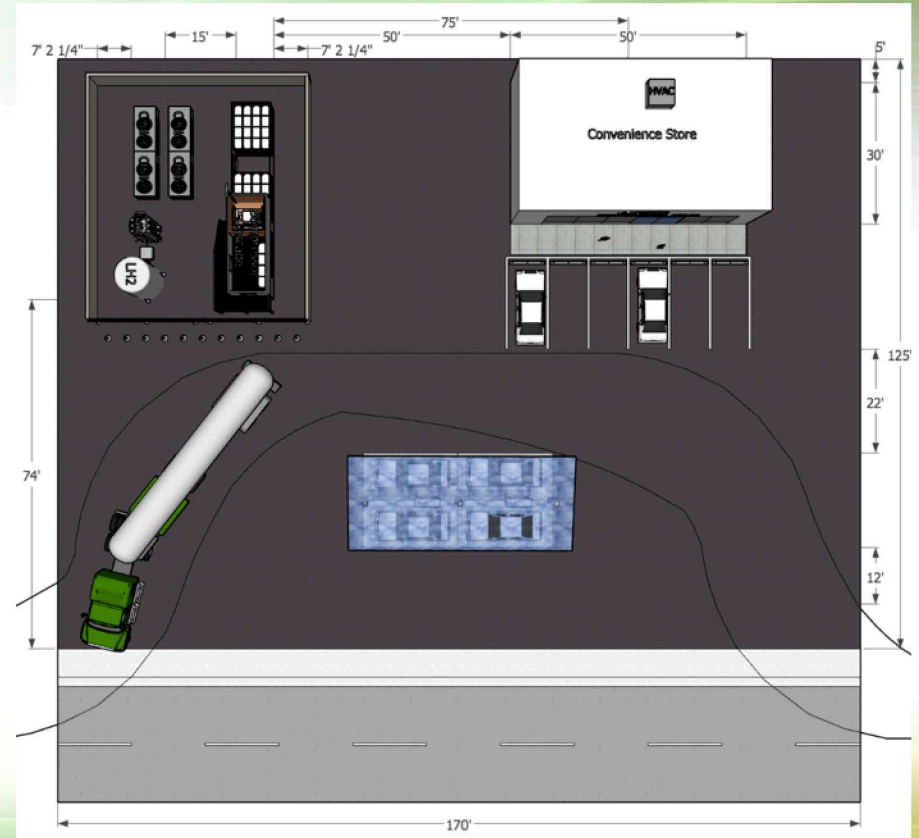 75'
15'
50'
50'
7' 2 1/4"
7' 2 1/4"
5'
HVAC
Convenience Store
30'
LH2
125'
22'
74'
12'
170'